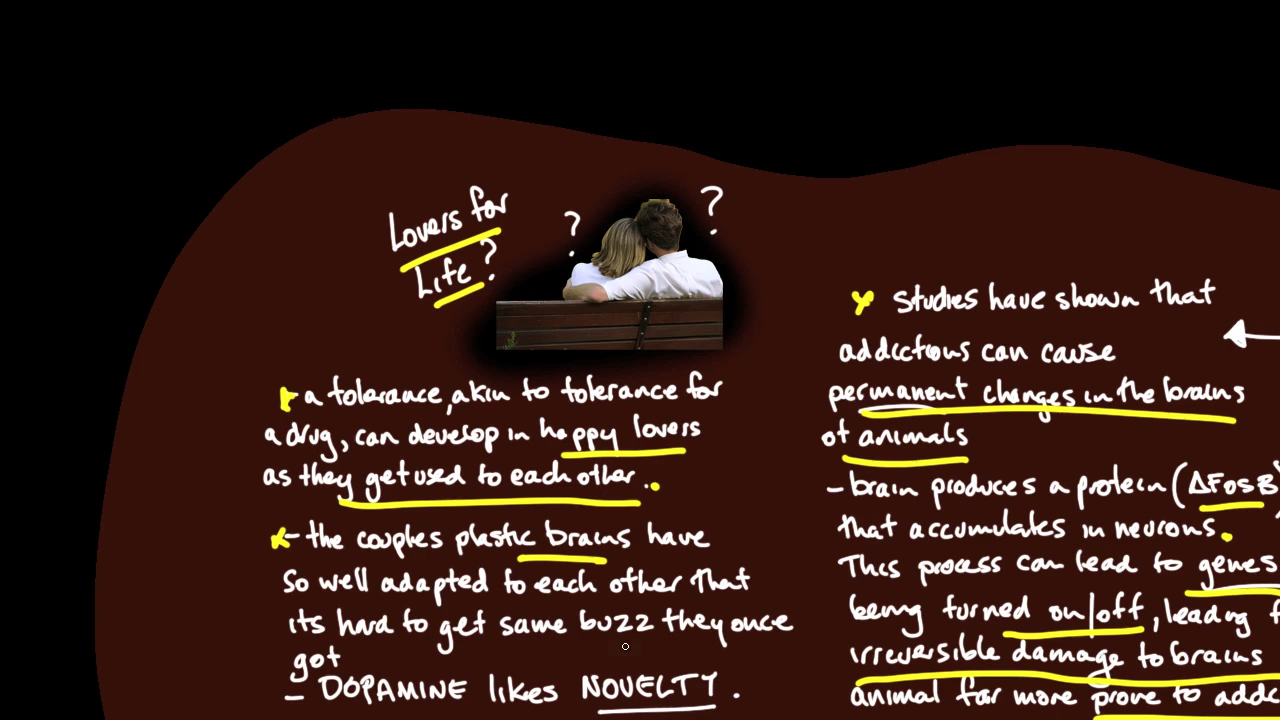 Lovers for
Life?
? ?
a tolerance, akin to tolerance for
a drug, can develop in happy lovers
as they get used to each other.
- the couples plastic brains have
so well adapted to each other that
its hard to get same buzz they once
got
- DOPAMINE likes NOVELTY.
Studies have shown that
addictions can cause
permanent changes in the brains
of animals
- brain produces a protein (ΔFosB)
that accumulates in neurons.
This process can lead to genes
being turned on/off, leading
irreversible damage to brains
animal far more prone to